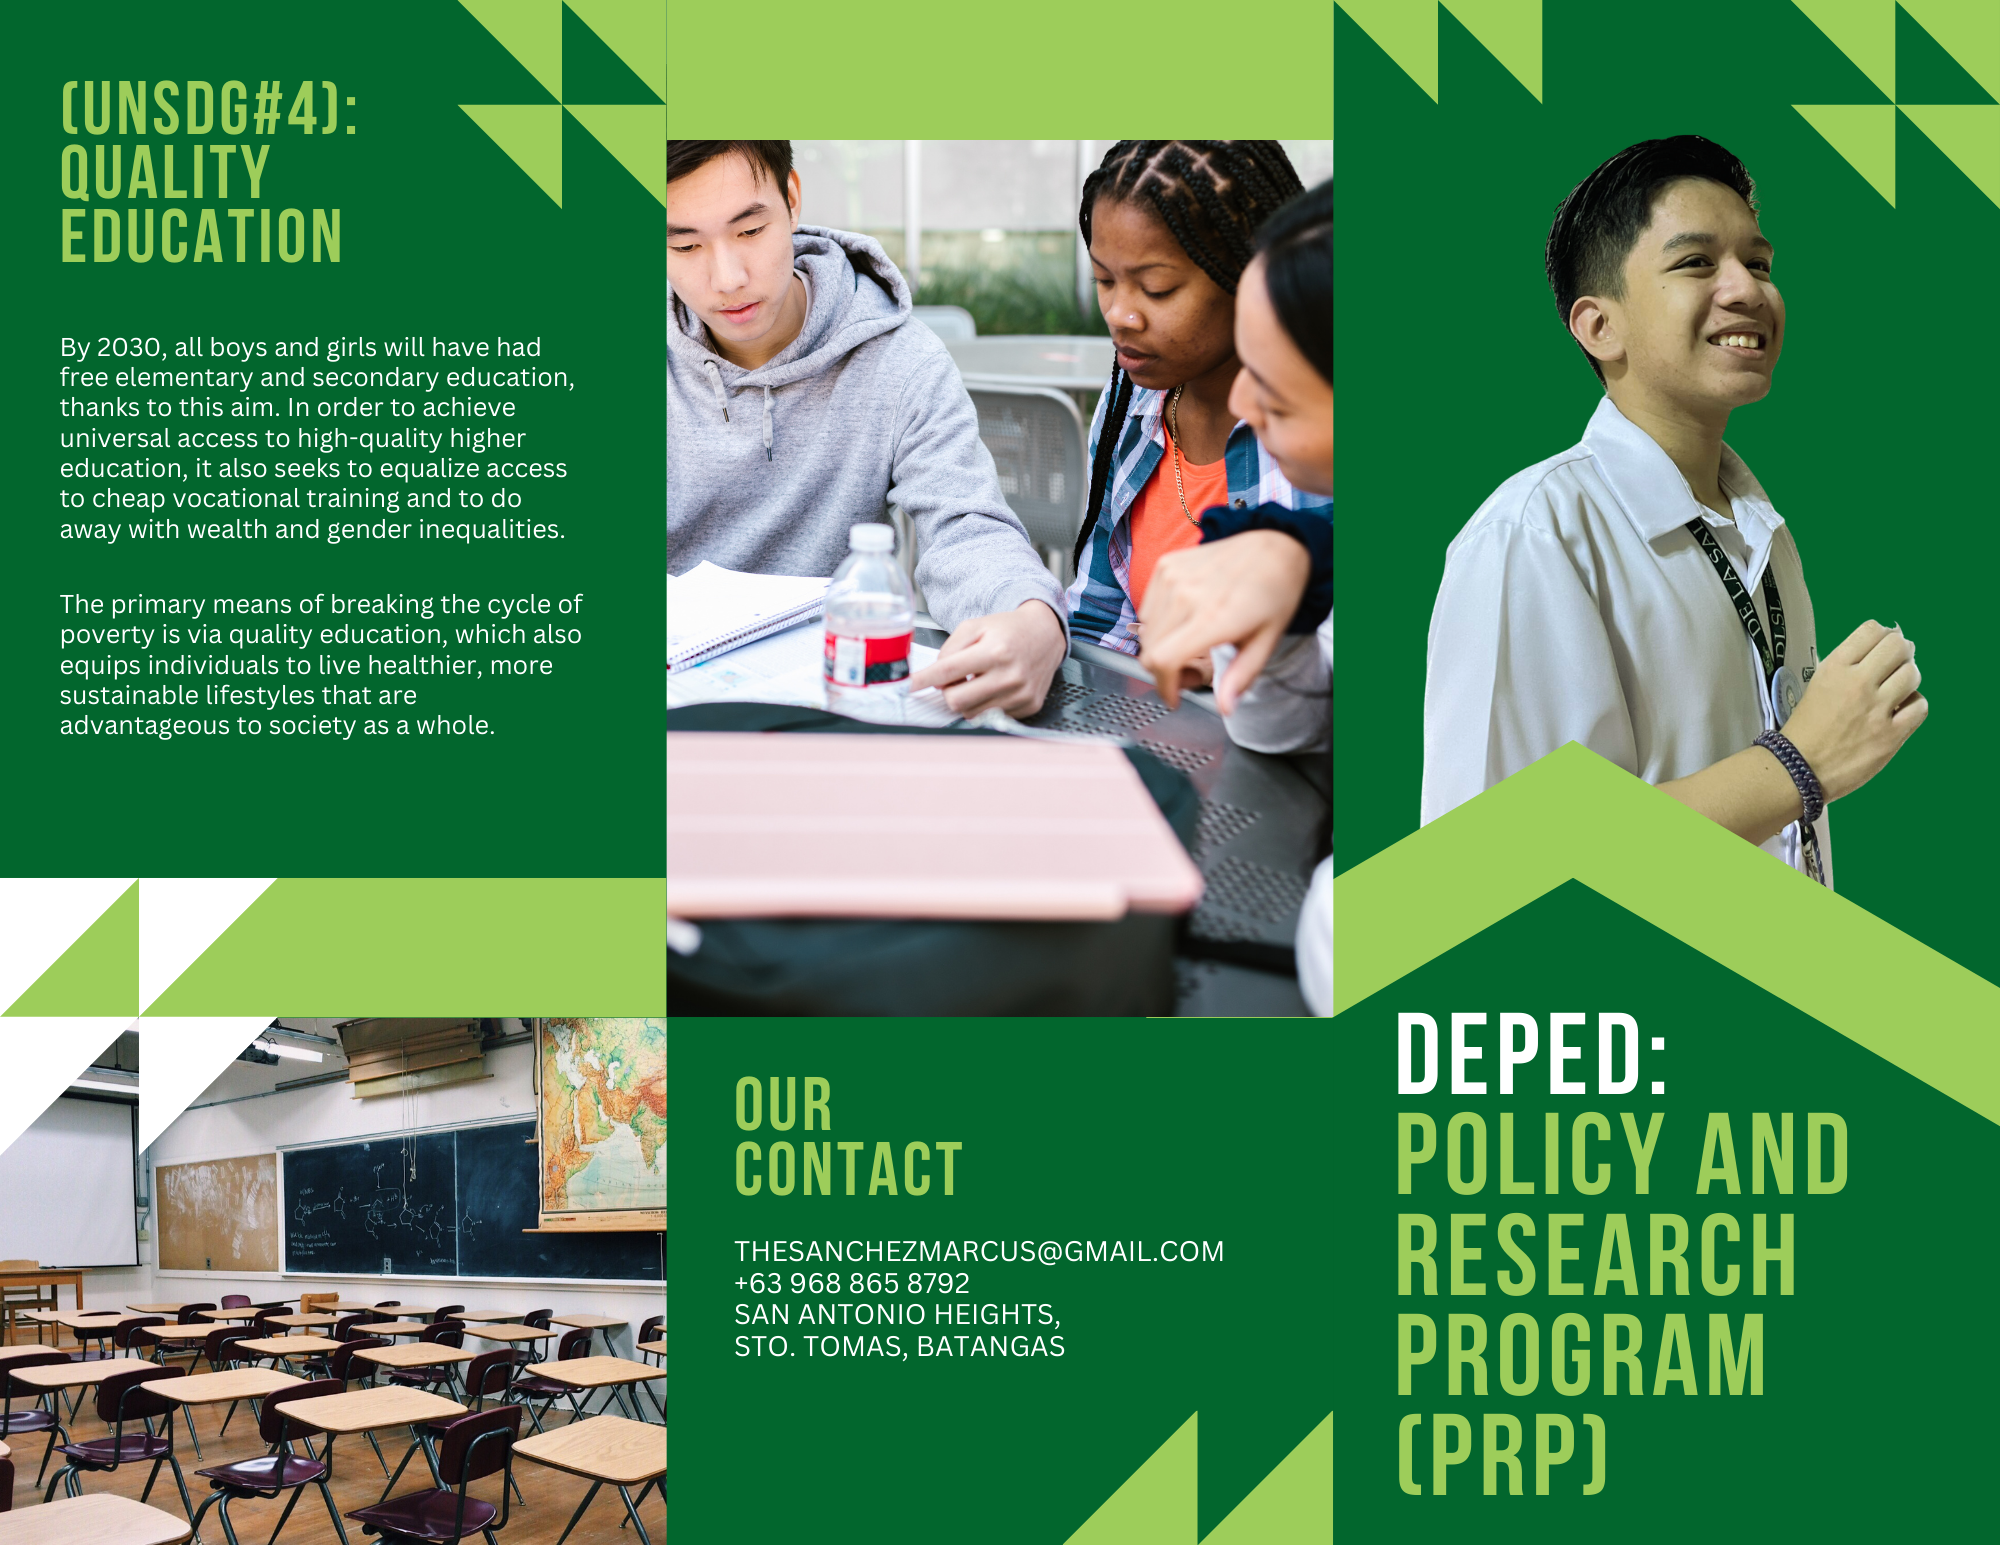 (UNSDG#4):
QUALITY
EDUCATION
By 2030, all boys and girls will have had
free elementary and secondary education,
thanks to this aim. In order to achieve
universal access to high-quality higher
education, it also seeks to equalize access
to cheap vocational training and to do
away with wealth and gender inequalities.
The primary means of breaking the cycle of
poverty is via quality education, which also
equips individuals to live healthier, more
sustainable lifestyles that are
advantageous to society as a whole.
OUR
CONTACT
THESANCHEZMARCUS@GMAIL.COM
+63 968 865 8792
SAN ANTONIO HEIGHTS,
STO. TOMAS, BATANGAS
DE LA SAL
DLSL
DEPED:
POLICY AND
RESEARCH
PROGRAM
(PRP)